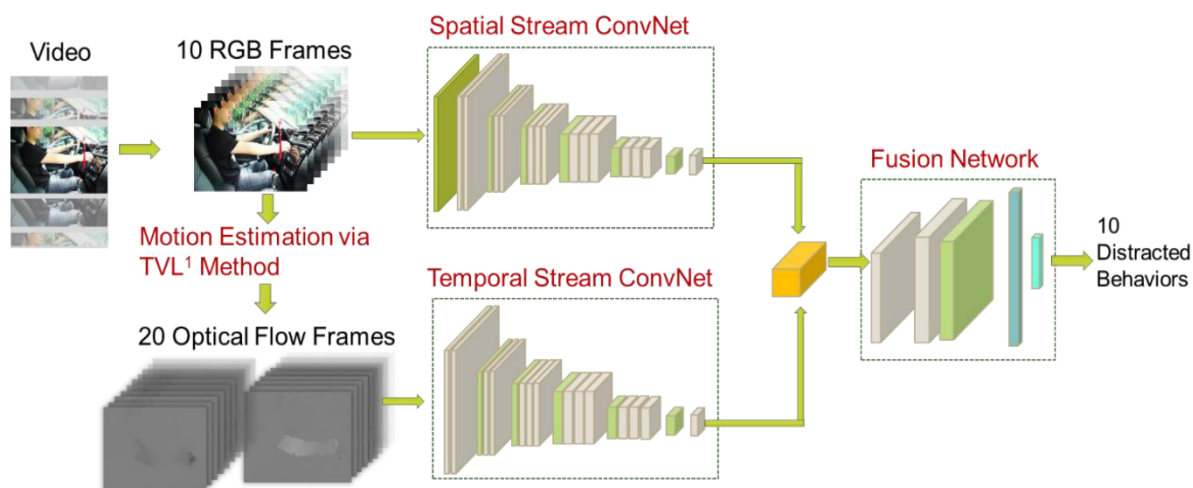 Video
10 RGB Frames
Spatial Stream ConvNet
Motion Estimation via
TVL¹ Method
20 Optical Flow Frames
Temporal Stream ConvNet
Fusion Network
10
Distracted
Behaviors